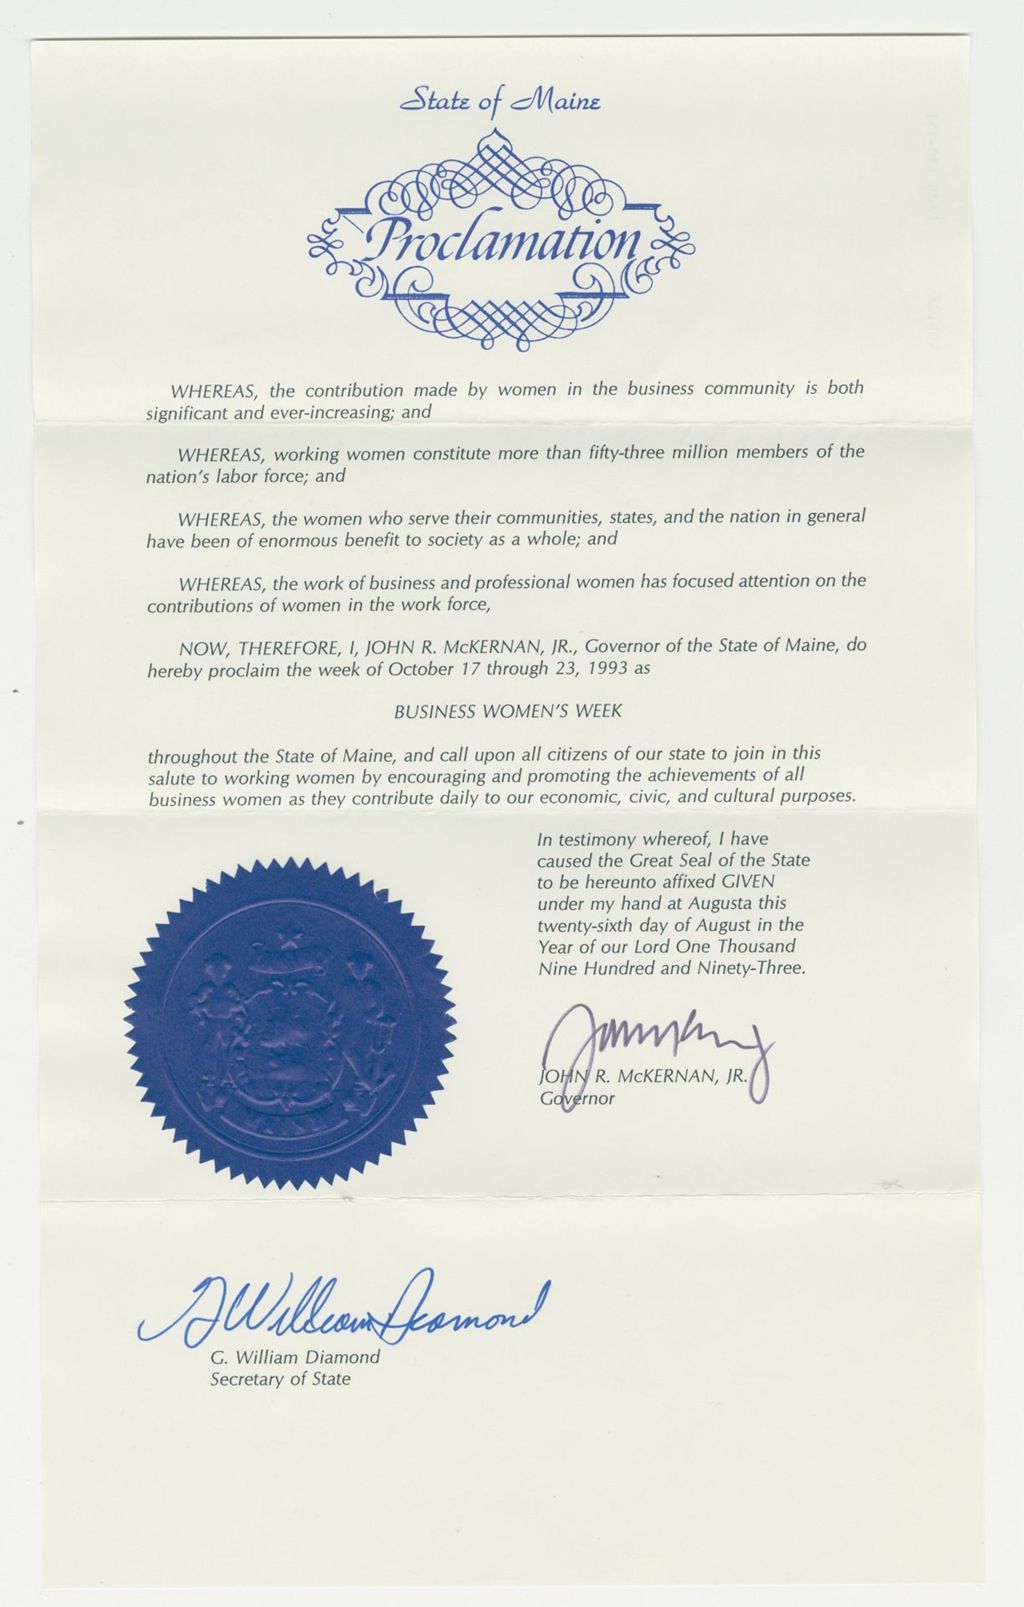 State of Maine
Proclamation
WHEREAS, the contribution made by women in the business community is both
significant and ever-increasing; and
WHEREAS, working women constitute more than fifty-three million members of the
nation's labor force; and
WHEREAS, the women who serve their communities, states, and the nation in general
have been of enormous benefit to society as a whole; and
WHEREAS, the work of business and professional women has focused attention on the
contributions of women in the work force,
NOW, THEREFORE, I, JOHN R. McKERNAN, JR., Governor of the State of Maine, do
hereby proclaim the week of October 17 through 23, 1993 as
BUSINESS WOMEN'S WEEK
throughout the State of Maine, and call upon all citizens of our state to join in this
salute to working women by encouraging and promoting the achievements of all
business women as they contribute daily to our economic, civic, and cultural purposes.
In testimony whereof, I have
caused the Great Seal of the State
to be hereunto affixed GIVEN
under my hand at Augusta this
twenty-sixth day of August in the
Year of our Lord One Thousand
Nine Hundred and Ninety-Three.
JOHN R. McKERNAN, JR.
Governor
G William Diamond
G. William Diamond
Secretary of State